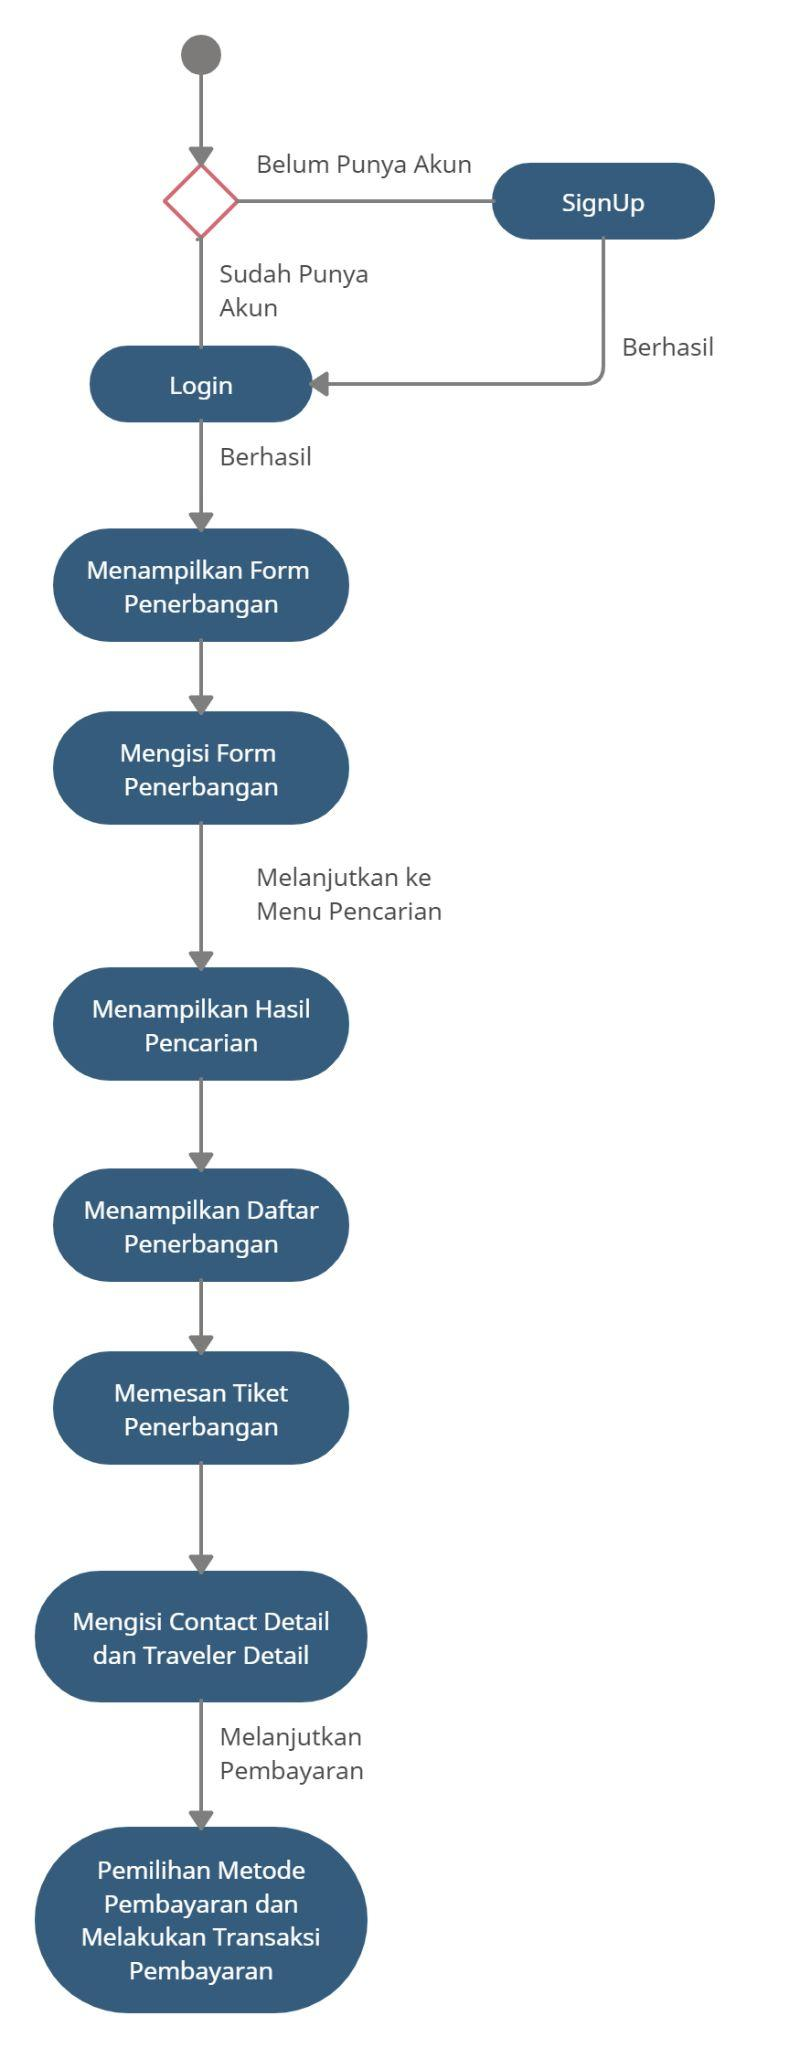 Belum Punya Akun
SignUp
Sudah Punya
Akun
Berhasil
Login
Berhasil
Menampilkan Form
Penerbangan
Mengisi Form
Penerbangan
Melanjutkan ke
Menu Pencarian
Menampilkan Hasil
Pencarian
Menampilkan Daftar
Penerbangan
Memesan Tiket
Penerbangan
Mengisi Contact Detail
dan Traveler Detail
Melanjutkan
Pembayaran
Pemilihan Metode
Pembayaran dan
Melakukan Transaksi
Pembayaran